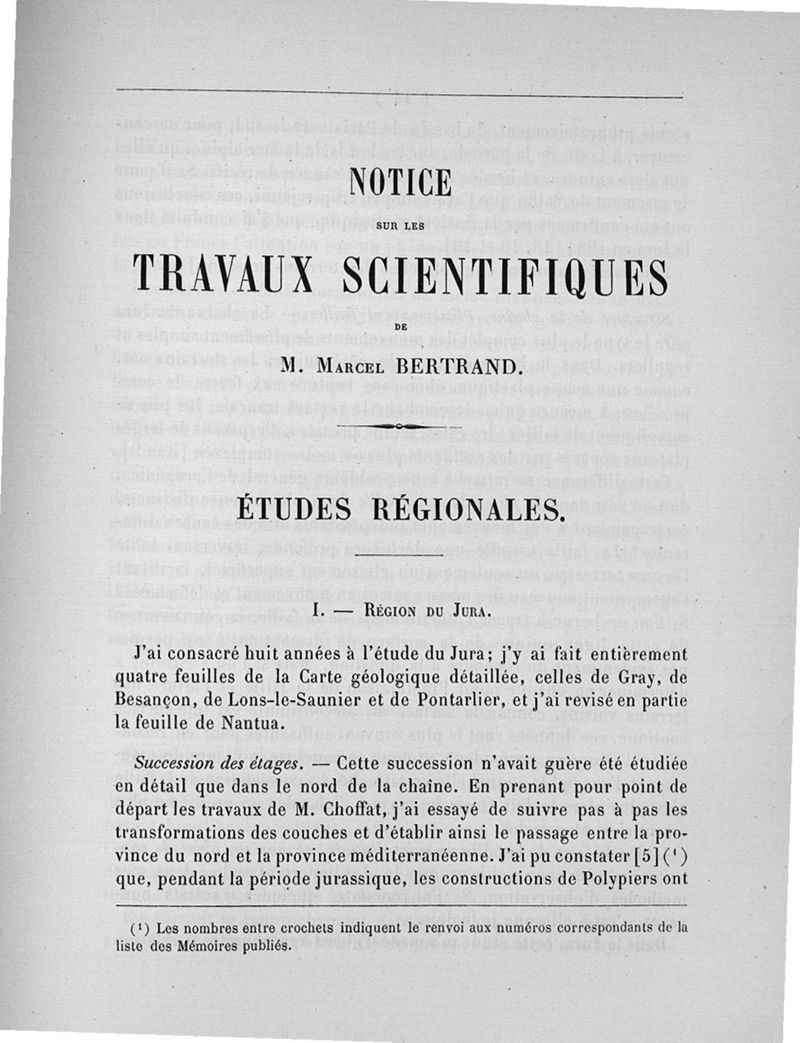 NOTICE
SUR LES
TRAVAUX SCIENTIFIQUES
DE
M. MARCEL BERTRAND.
ÉTUDES RÉGIONALES.
I. — RÉGION DU JURA.
J'ai consacré huit années à l'étude du Jura; j'y ai fait entièrement
quatre feuilles de la Carte géologique détaillée, celles de Gray, de
Besançon, de Lons-le-Saunier et de Pontarlier, et j'ai revisé en partie
la feuille de Nantua.
Succession des étages. — Cette succession n'avait guère été étudiée
en détail que dans le nord de la chaîne. En prenant pour point de
départ les travaux de M. Choffat, j'ai essayé de suivre pas à pas les
transformations des couches et d'établir ainsi le passage entre la pro-
vince du nord et la province méditerranéenne. J'ai pu constater [5] (¹)
que, pendant la période jurassique, les constructions de Polypiers ont
(¹) Les nombres entre crochets indiquent le renvoi aux numéros correspondants de la
liste des Mémoires publiés.